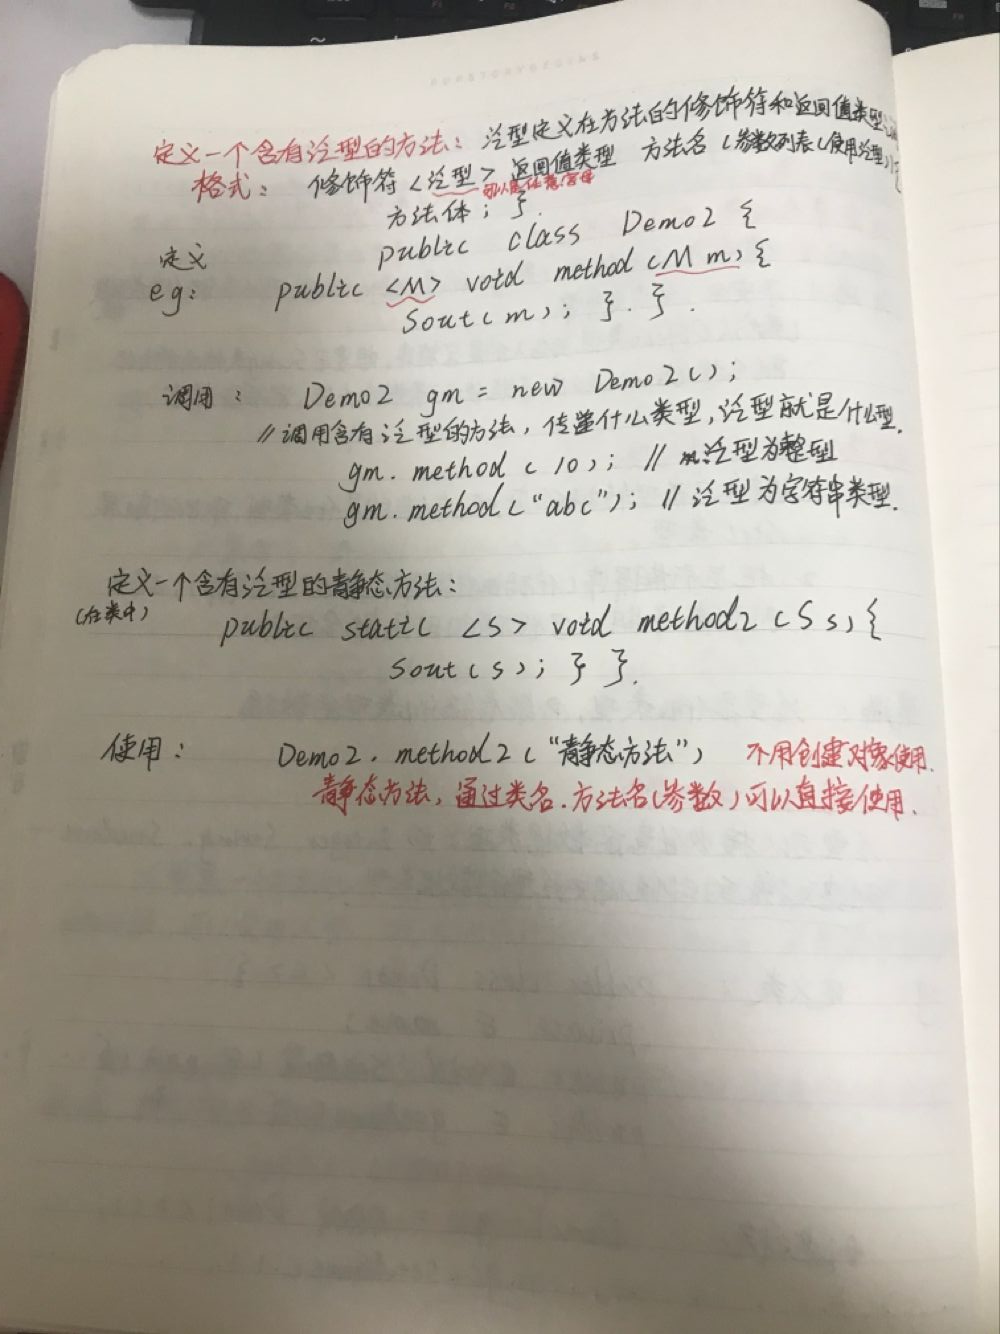 定义一个含有泛型的方法：泛型定义在方法的修饰符和返回值类型
格式： 修饰符 <泛型> 返回值类型 方法名 (参数列表(使用泛型)){
可以是任意字母
方法体； }.
定义 public class Demo2 {
eg： public <M> void method (M m) {
Sout(m); }. }.
调用： Demo2 gm = new Demo2();
// 调用含有泛型的方法，传递什么类型，泛型就是什么型.
gm. method (10); // 泛型为整型
gm. method ("abc"); // 泛型为字符串类型.
定义一个含有泛型的静态方法：
(在类中)
public static <S> void method2 (S s) {
Sout(s); } }.
使用： Demo2. method2 ("静态方法") 不用创建对象使用.
静态方法，通过类名.方法名(参数)可以直接使用.